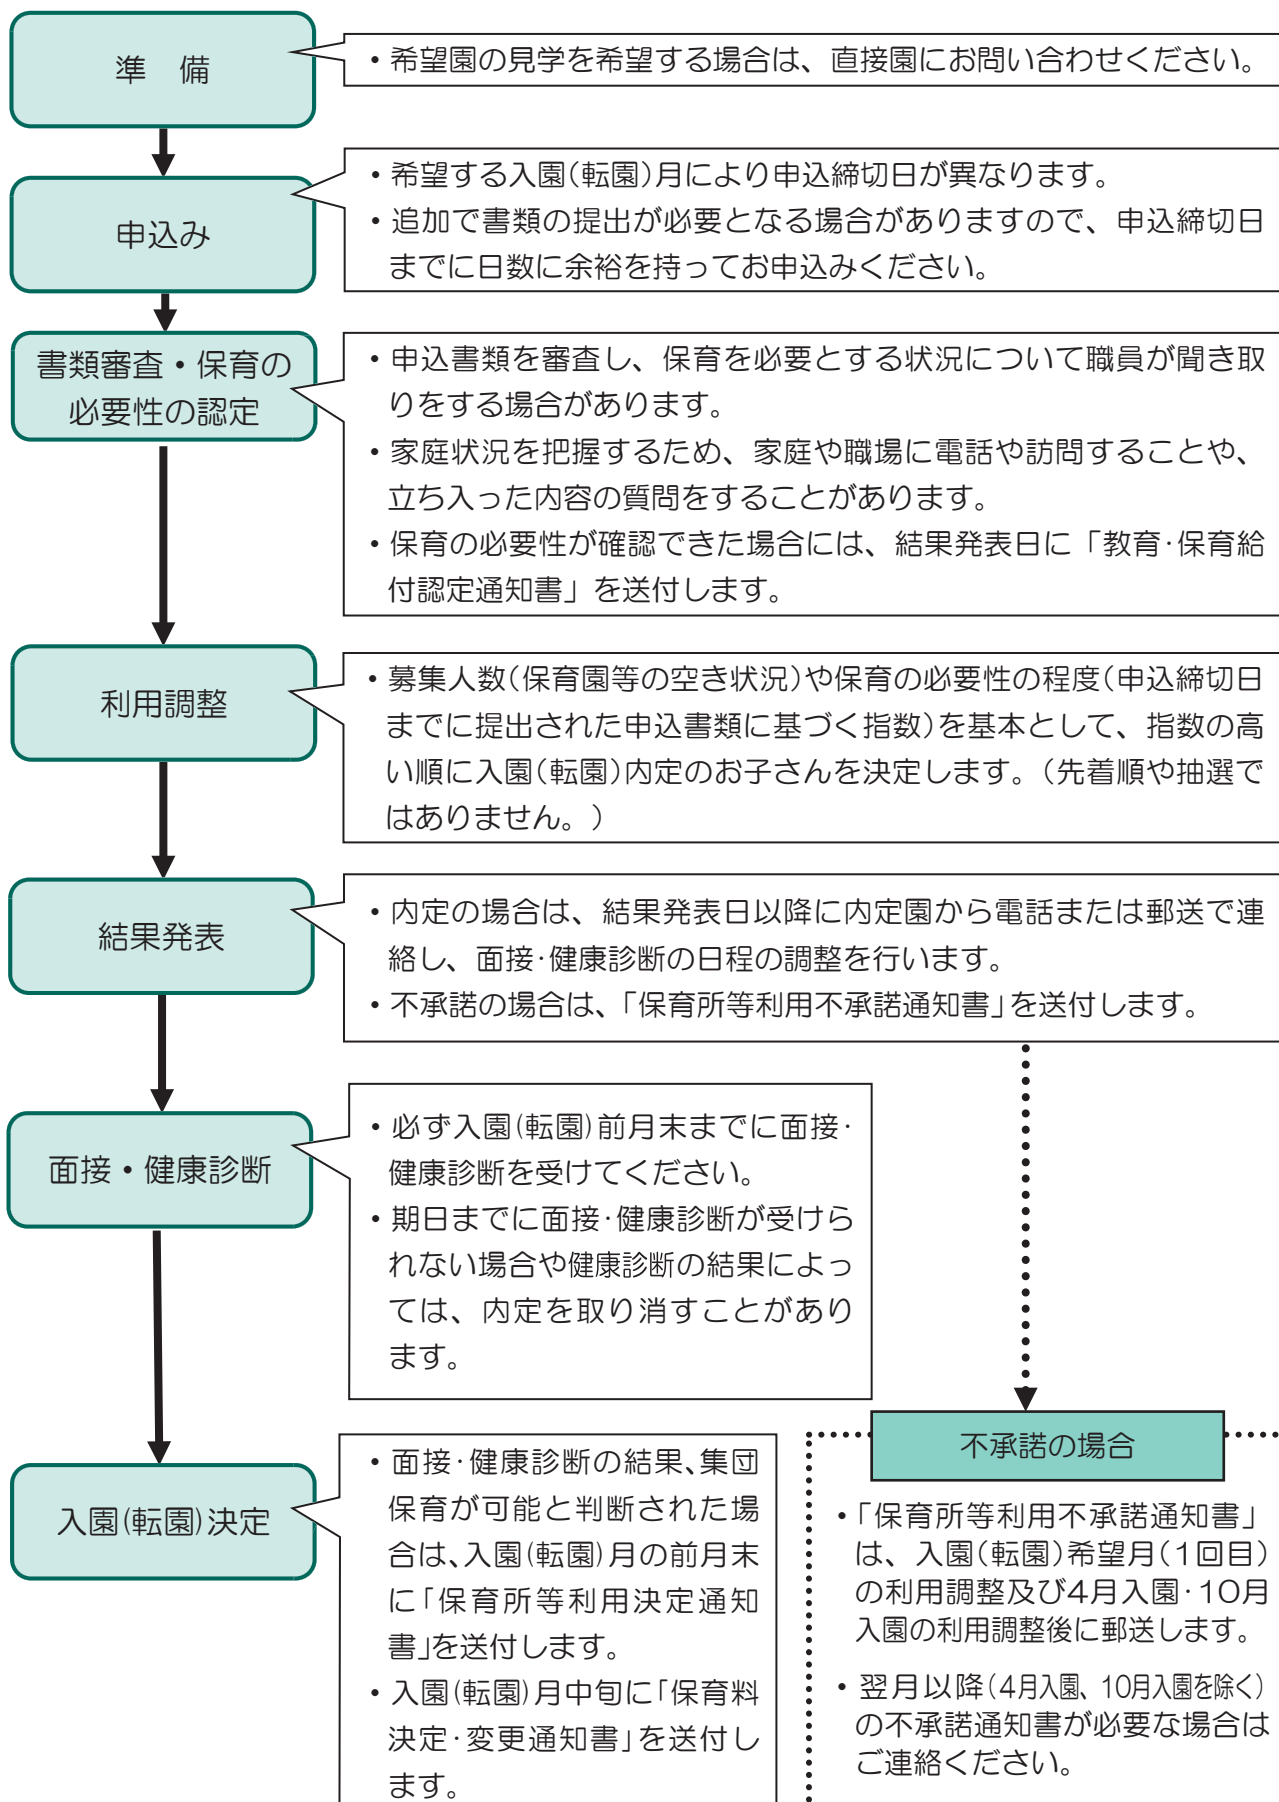 準　備
・希望園の見学を希望する場合は、直接園にお問い合わせください。
申込み
・希望する入園（転園）月により申込締切日が異なります。
・追加で書類の提出が必要となる場合がありますので、申込締切日
までに日数に余裕を持ってお申込みください。
書類審査・保育の
必要性の認定
・申込書類を審査し、保育を必要とする状況について職員が聞き取
りをする場合があります。
・家庭状況を把握するため、家庭や職場に電話や訪問することや、
立ち入った内容の質問をすることがあります。
・保育の必要性が確認できた場合には、結果発表日に「教育･保育給
付認定通知書」を送付します。
利用調整
・募集人数（保育園等の空き状況）や保育の必要性の程度（申込締切日
までに提出された申込書類に基づく指数）を基本として、指数の高
い順に入園（転園）内定のお子さんを決定します。（先着順や抽選で
はありません。）
結果発表
・内定の場合は、結果発表日以降に内定園から電話または郵送で連
絡し、面接･健康診断の日程の調整を行います。
・不承諾の場合は、「保育所等利用不承諾通知書」を送付します。
面接・健康診断
・必ず入園(転園)前月末までに面接･
健康診断を受けてください。
・期日までに面接･健康診断が受けら
れない場合や健康診断の結果によっ
ては、内定を取り消すことがあり
ます。
入園(転園)決定
・面接･健康診断の結果、集団
保育が可能と判断された場
合は、入園(転園)月の前月末
に「保育所等利用決定通知
書」を送付します。
・入園(転園)月中旬に「保育料
決定･変更通知書」を送付し
ます。
不承諾の場合
・「保育所等利用不承諾通知書」
は、入園（転園）希望月（1回目）
の利用調整及び4月入園･10月
入園の利用調整後に郵送します。
・翌月以降（4月入園、10月入園を除く）
の不承諾通知書が必要な場合は
ご連絡ください。